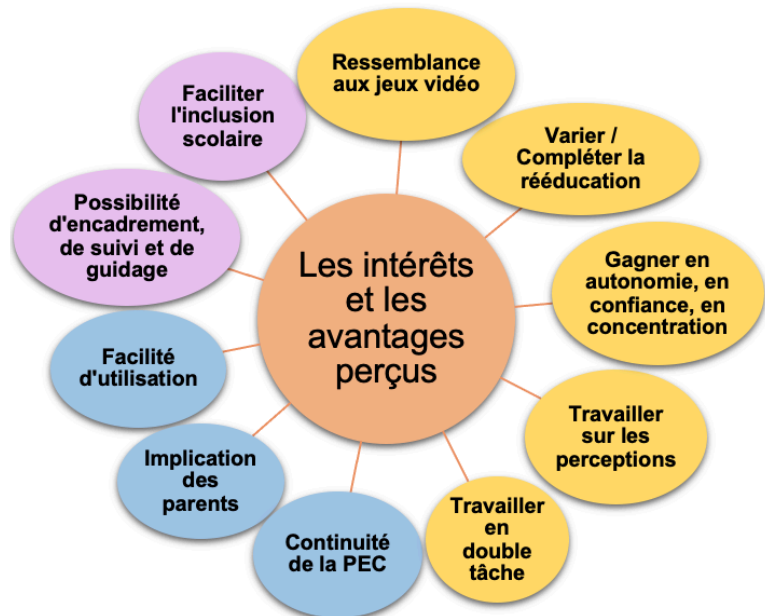 Les intérêts
et les
avantages
perçus
Ressemblance
aux jeux vidéo
Varier /
Compléter la
rééducation
Gagner en
autonomie, en
confiance, en
concentration
Travailler
sur les
perceptions
Travailler
en
double
tâche
Continuité
de la PEC
Implication
des
parents
Facilité
d'utilisation
Possibilité
d'encadrement,
de suivi et de
guidage
Faciliter
l'inclusion
scolaire